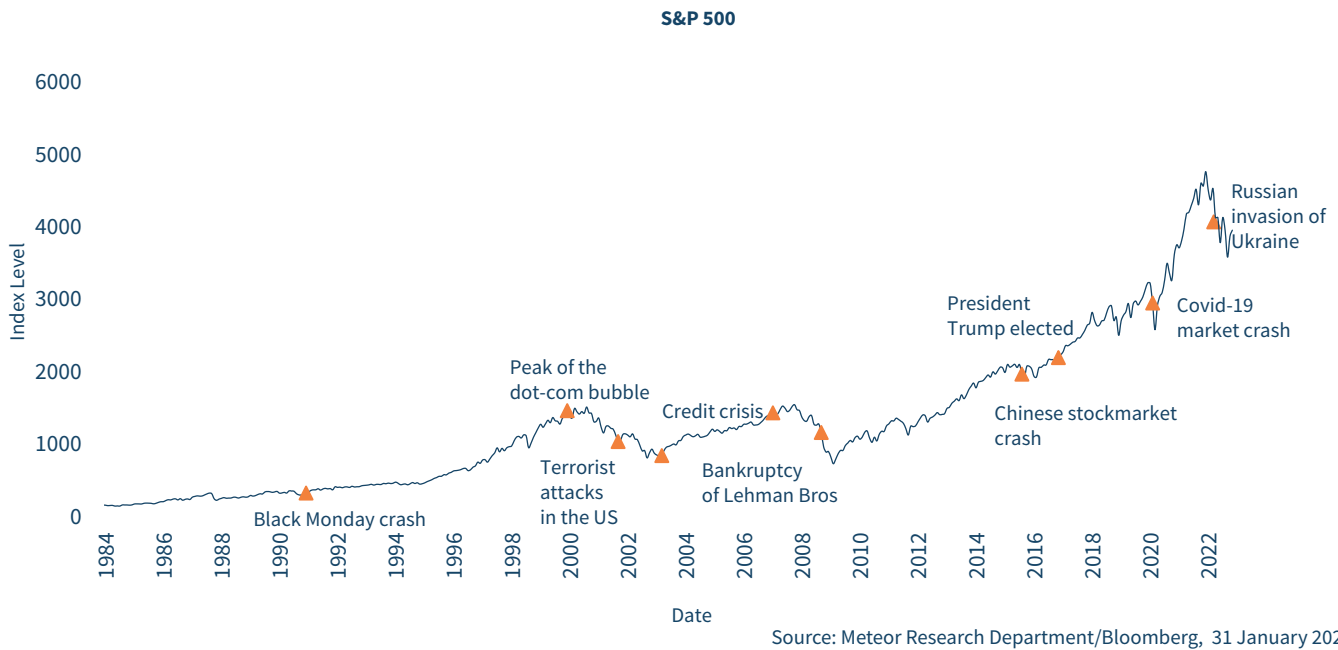 S&P 500
6000
5000
4000
3000
2000
1000
0
Index Level
Black Monday crash
Peak of the
dot-com bubble
Terrorist
attacks
in the US
Credit crisis
Bankruptcy
of Lehman Bros
President
Trump elected
Chinese stockmarket
crash
Covid-19
market crash
Russian
invasion of
Ukraine
1984
1986
1988
1990
1992
1994
1996
1998
2000
2002
2004
2006
2008
2010
2012
2014
2016
2018
2020
2022
Date
Source: Meteor Research Department/Bloomberg, 31 January